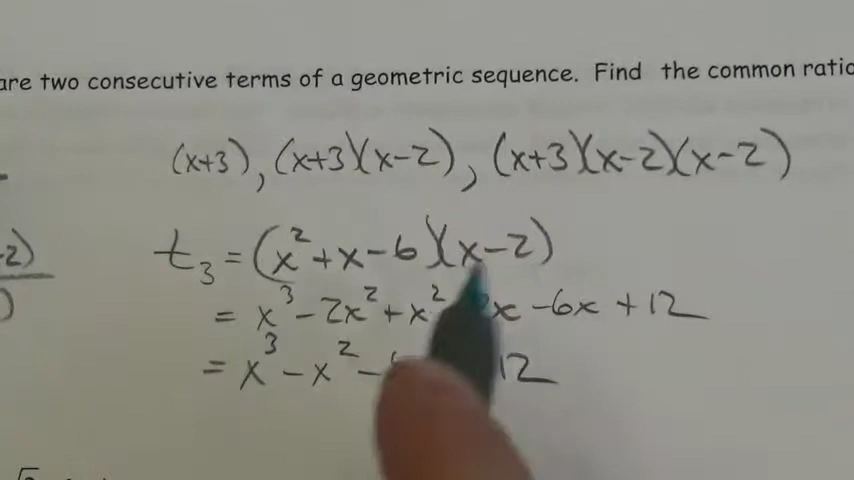 are two consecutive terms of a geometric sequence. Find the common ratio
(x+3), (x+3)(x-2), (x+3)(x-2)(x-2)
-2)
t₃ = (x² + x - 6)(x - 2)
)
= x³ - 2x² + x² x - 6x + 12
= x³ - x² - 12